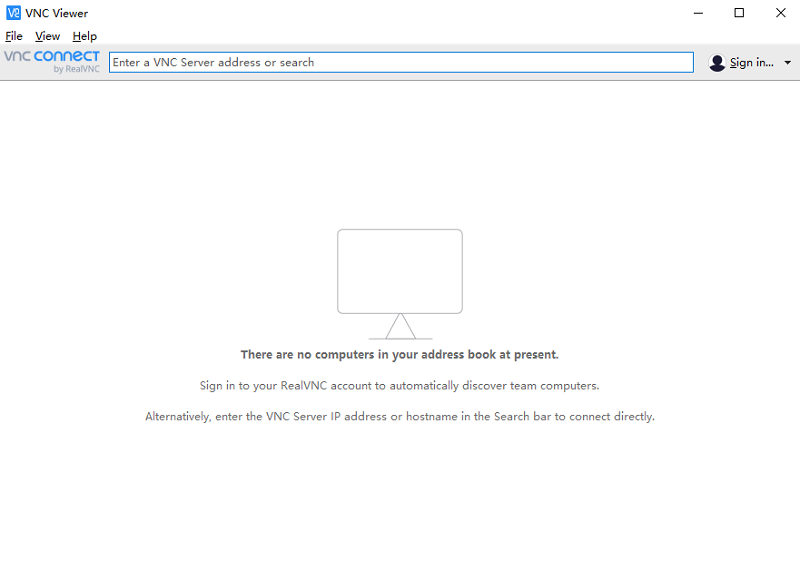 VNC Viewer
File View Help
vnc connect
by RealVNC
Enter a VNC Server address or search
Sign in...
There are no computers in your address book at present.
Sign in to your RealVNC account to automatically discover team computers.
Alternatively, enter the VNC Server IP address or hostname in the Search bar to connect directly.